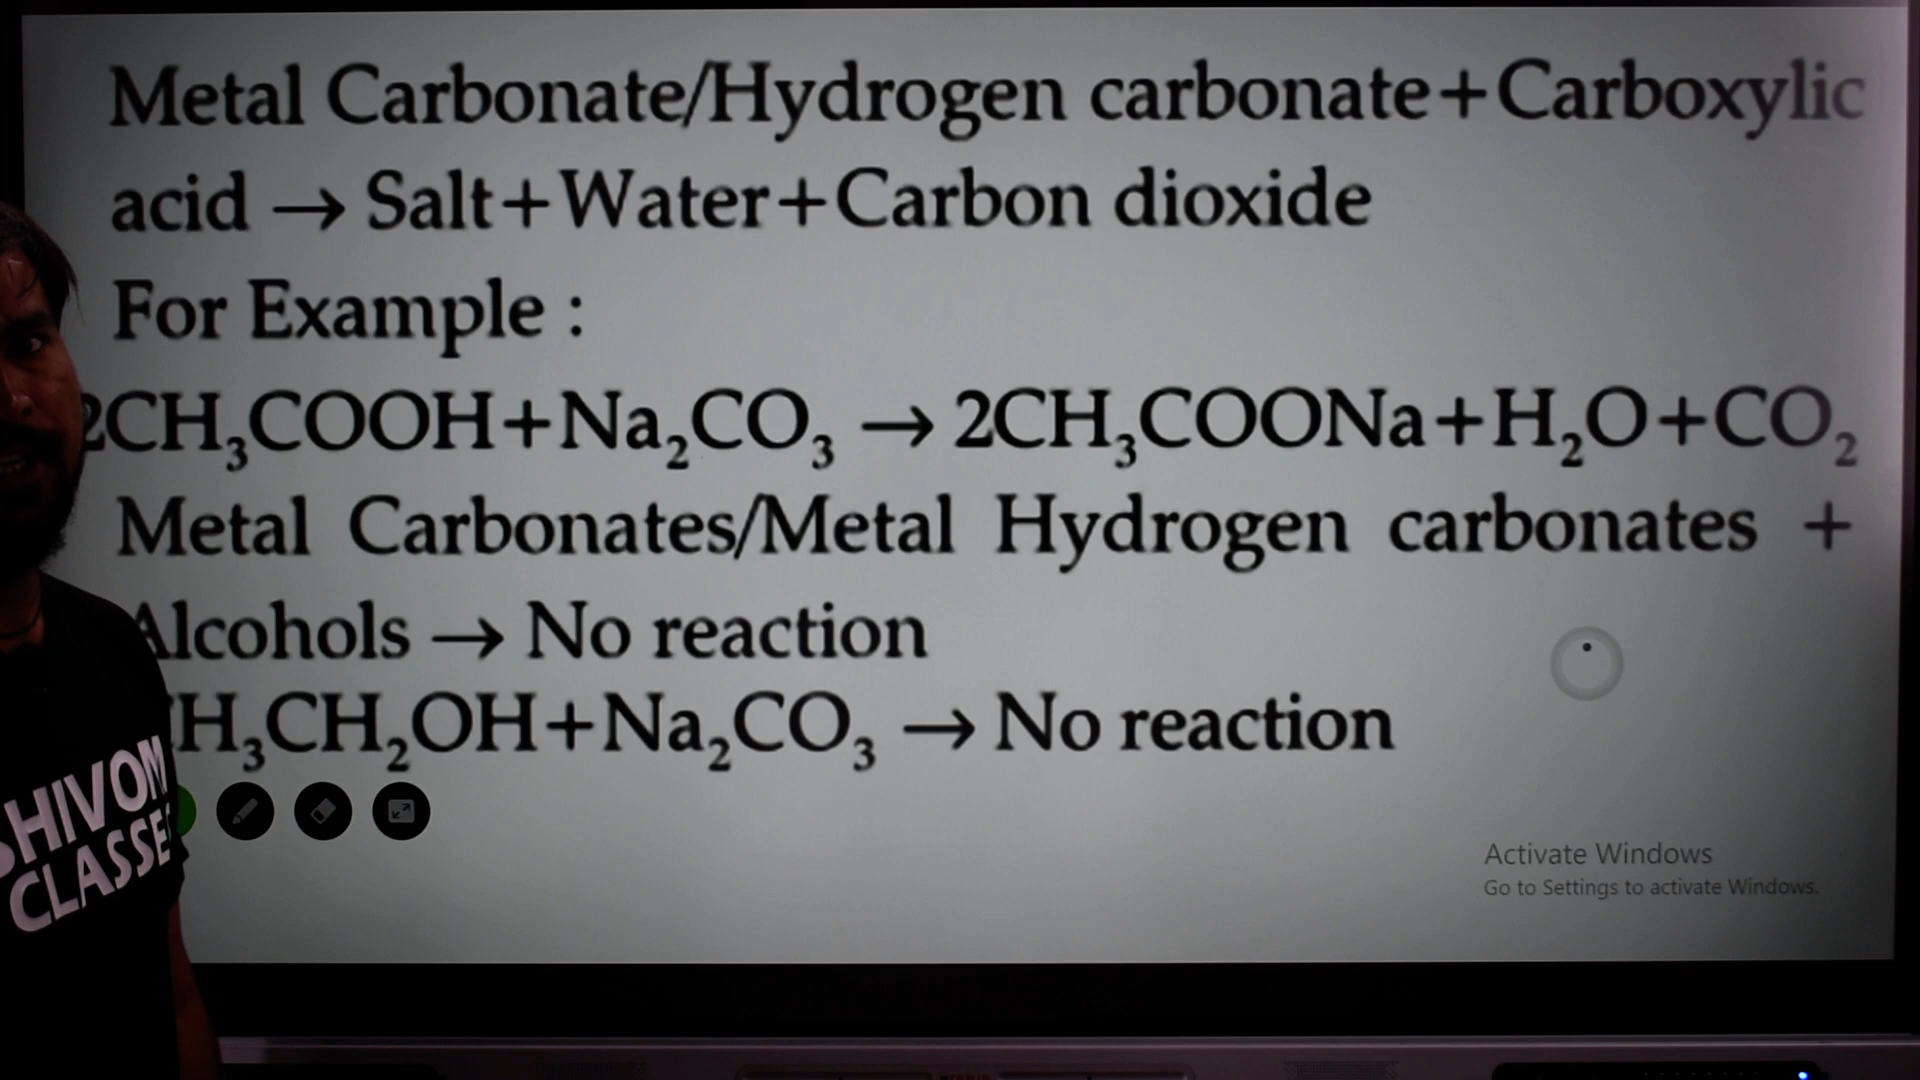 Metal Carbonate/Hydrogen carbonate+Carboxylic
acid → Salt+Water+Carbon dioxide
For Example :
2CH₃COOH+Na₂CO₃ → 2CH₃COONa+H₂O+CO₂
Metal Carbonates/Metal Hydrogen carbonates +
Alcohols → No reaction
H₃CH₂OH+Na₂CO₃ → No reaction
SHIVOM
CLASSES
Activate Windows
Go to Settings to activate Windows.